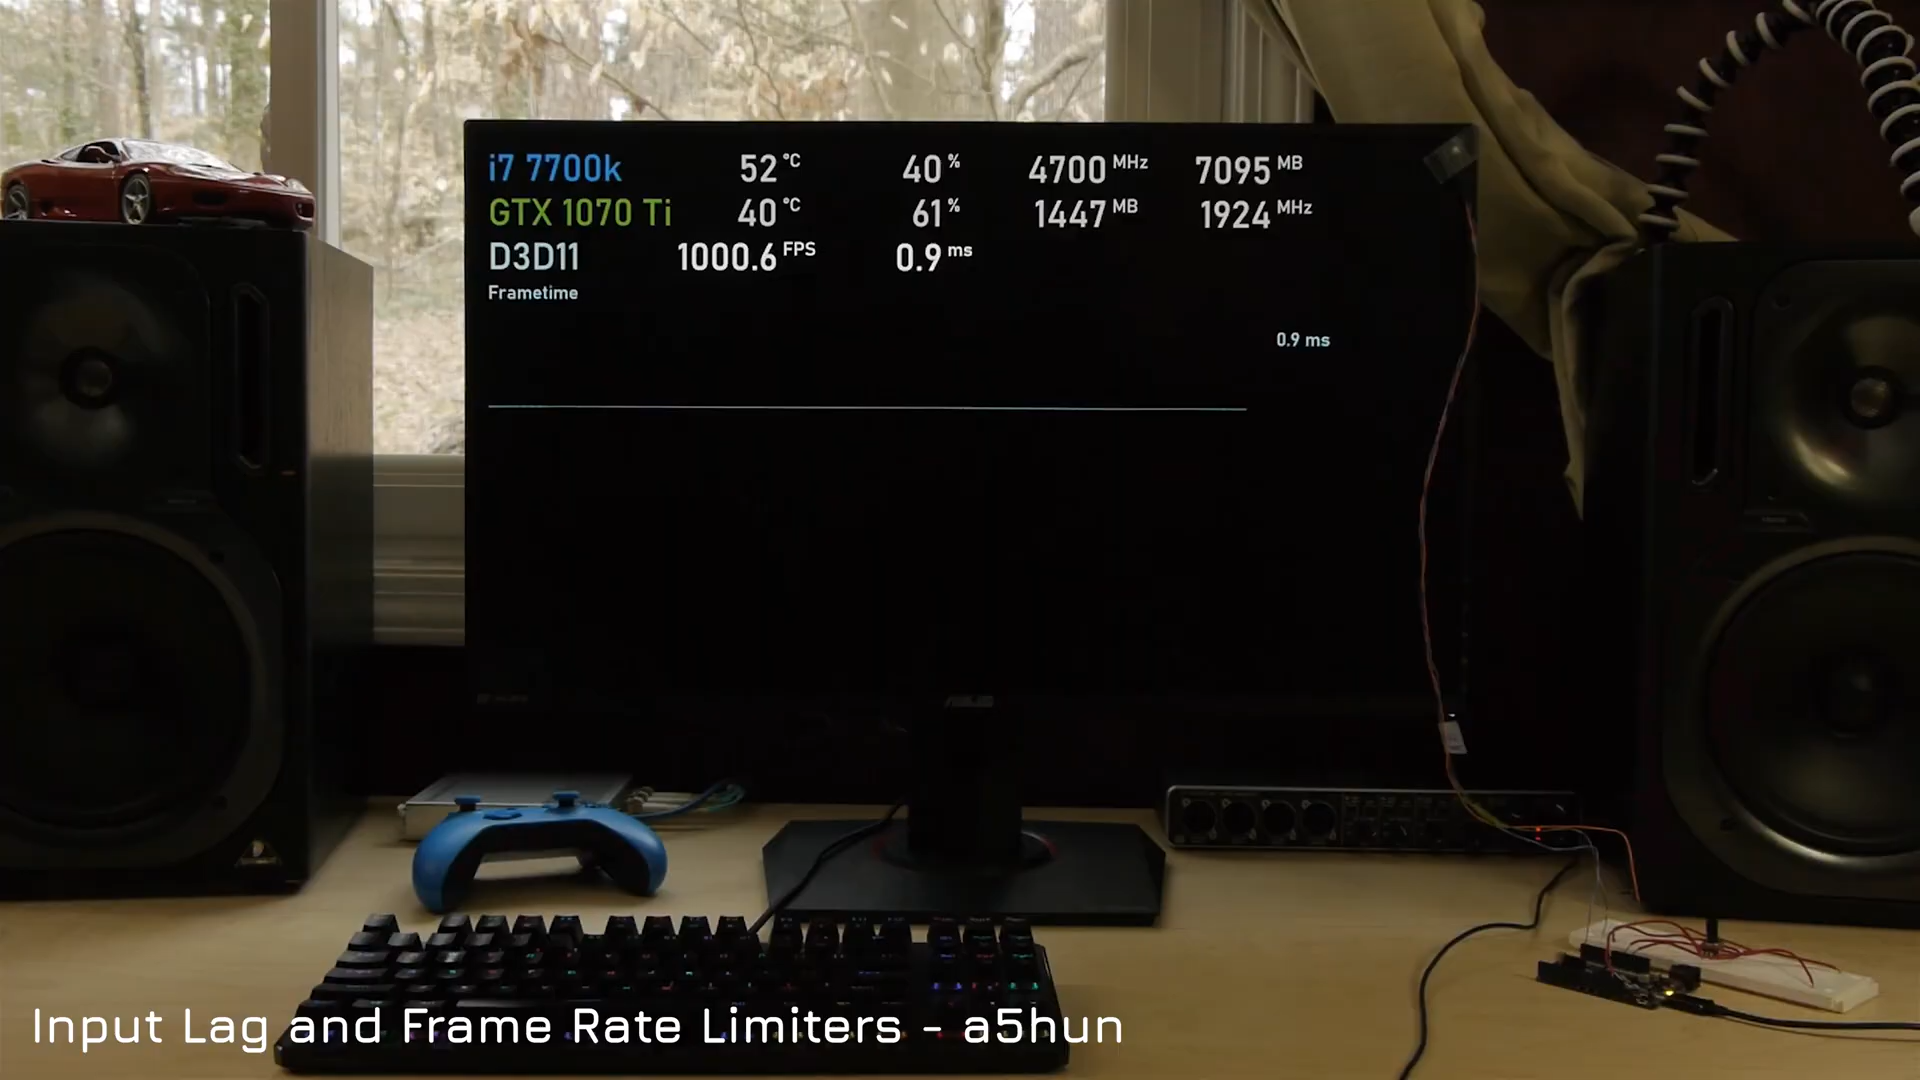 i7 7700k 52 °C 40 % 4700 MHz 7095 MB
GTX 1070 Ti 40 °C 61 % 1447 MB 1924 MHz
D3D11 1000.6 FPS 0.9 ms
Frametime
0.9 ms
Input Lag and Frame Rate Limiters - a5hun